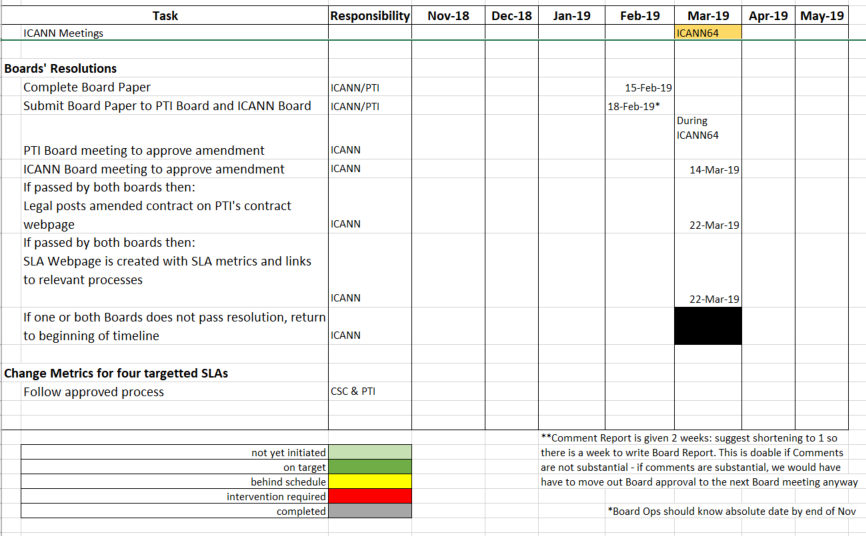 Task Responsibility Nov-18 Dec-18 Jan-19 Feb-19 Mar-19 Apr-19 May-19
ICANN Meetings ICANN64
Boards' Resolutions
Complete Board Paper ICANN/PTI 15-Feb-19
Submit Board Paper to PTI Board and ICANN Board ICANN/PTI 18-Feb-19*
During
ICANN64
PTI Board meeting to approve amendment ICANN
ICANN Board meeting to approve amendment ICANN 14-Mar-19
If passed by both boards then:
Legal posts amended contract on PTI's contract
webpage ICANN 22-Mar-19
If passed by both boards then:
SLA Webpage is created with SLA metrics and links
to relevant processes
ICANN 22-Mar-19
If one or both Boards does not pass resolution, return
to beginning of timeline ICANN
Change Metrics for four targetted SLAs
Follow approved process CSC & PTI
not yet initiated
on target
behind schedule
intervention required
completed
**Comment Report is given 2 weeks: suggest shortening to 1 so
there is a week to write Board Report. This is doable if Comments
are not substantial - if comments are substantial, we would have
have to move out Board approval to the next Board meeting anyway
*Board Ops should know absolute date by end of Nov